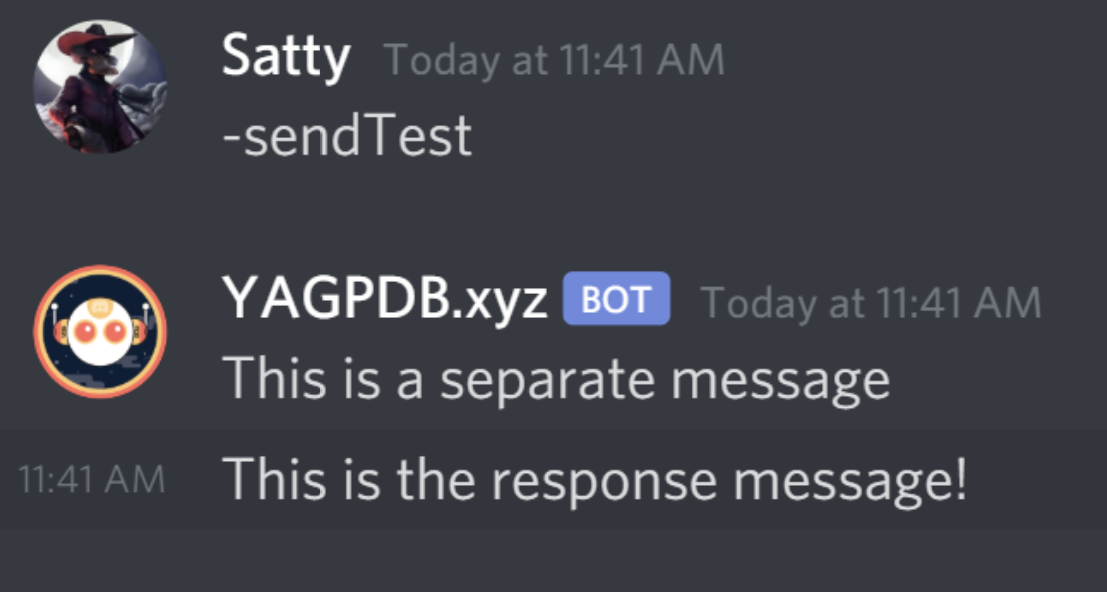 Satty Today at 11:41 AM
-sendTest
YAGPDB.xyz BOT Today at 11:41 AM
This is a separate message
11:41 AM This is the response message!